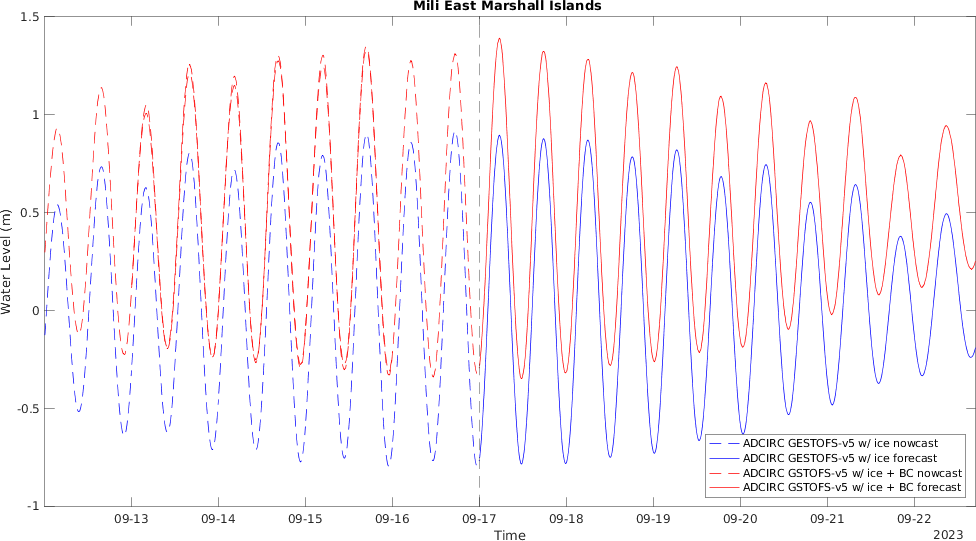 Mili East Marshall Islands
1.5
1
0.5
0
-0.5
-1
Water Level (m)
ADCIRC GESTOFS-v5 w/ ice nowcast
ADCIRC GESTOFS-v5 w/ ice forecast
ADCIRC GSTOFS-v5 w/ ice + BC nowcast
ADCIRC GSTOFS-v5 w/ ice + BC forecast
09-13 09-14 09-15 09-16 09-17 09-18 09-19 09-20 09-21 09-22
Time
2023